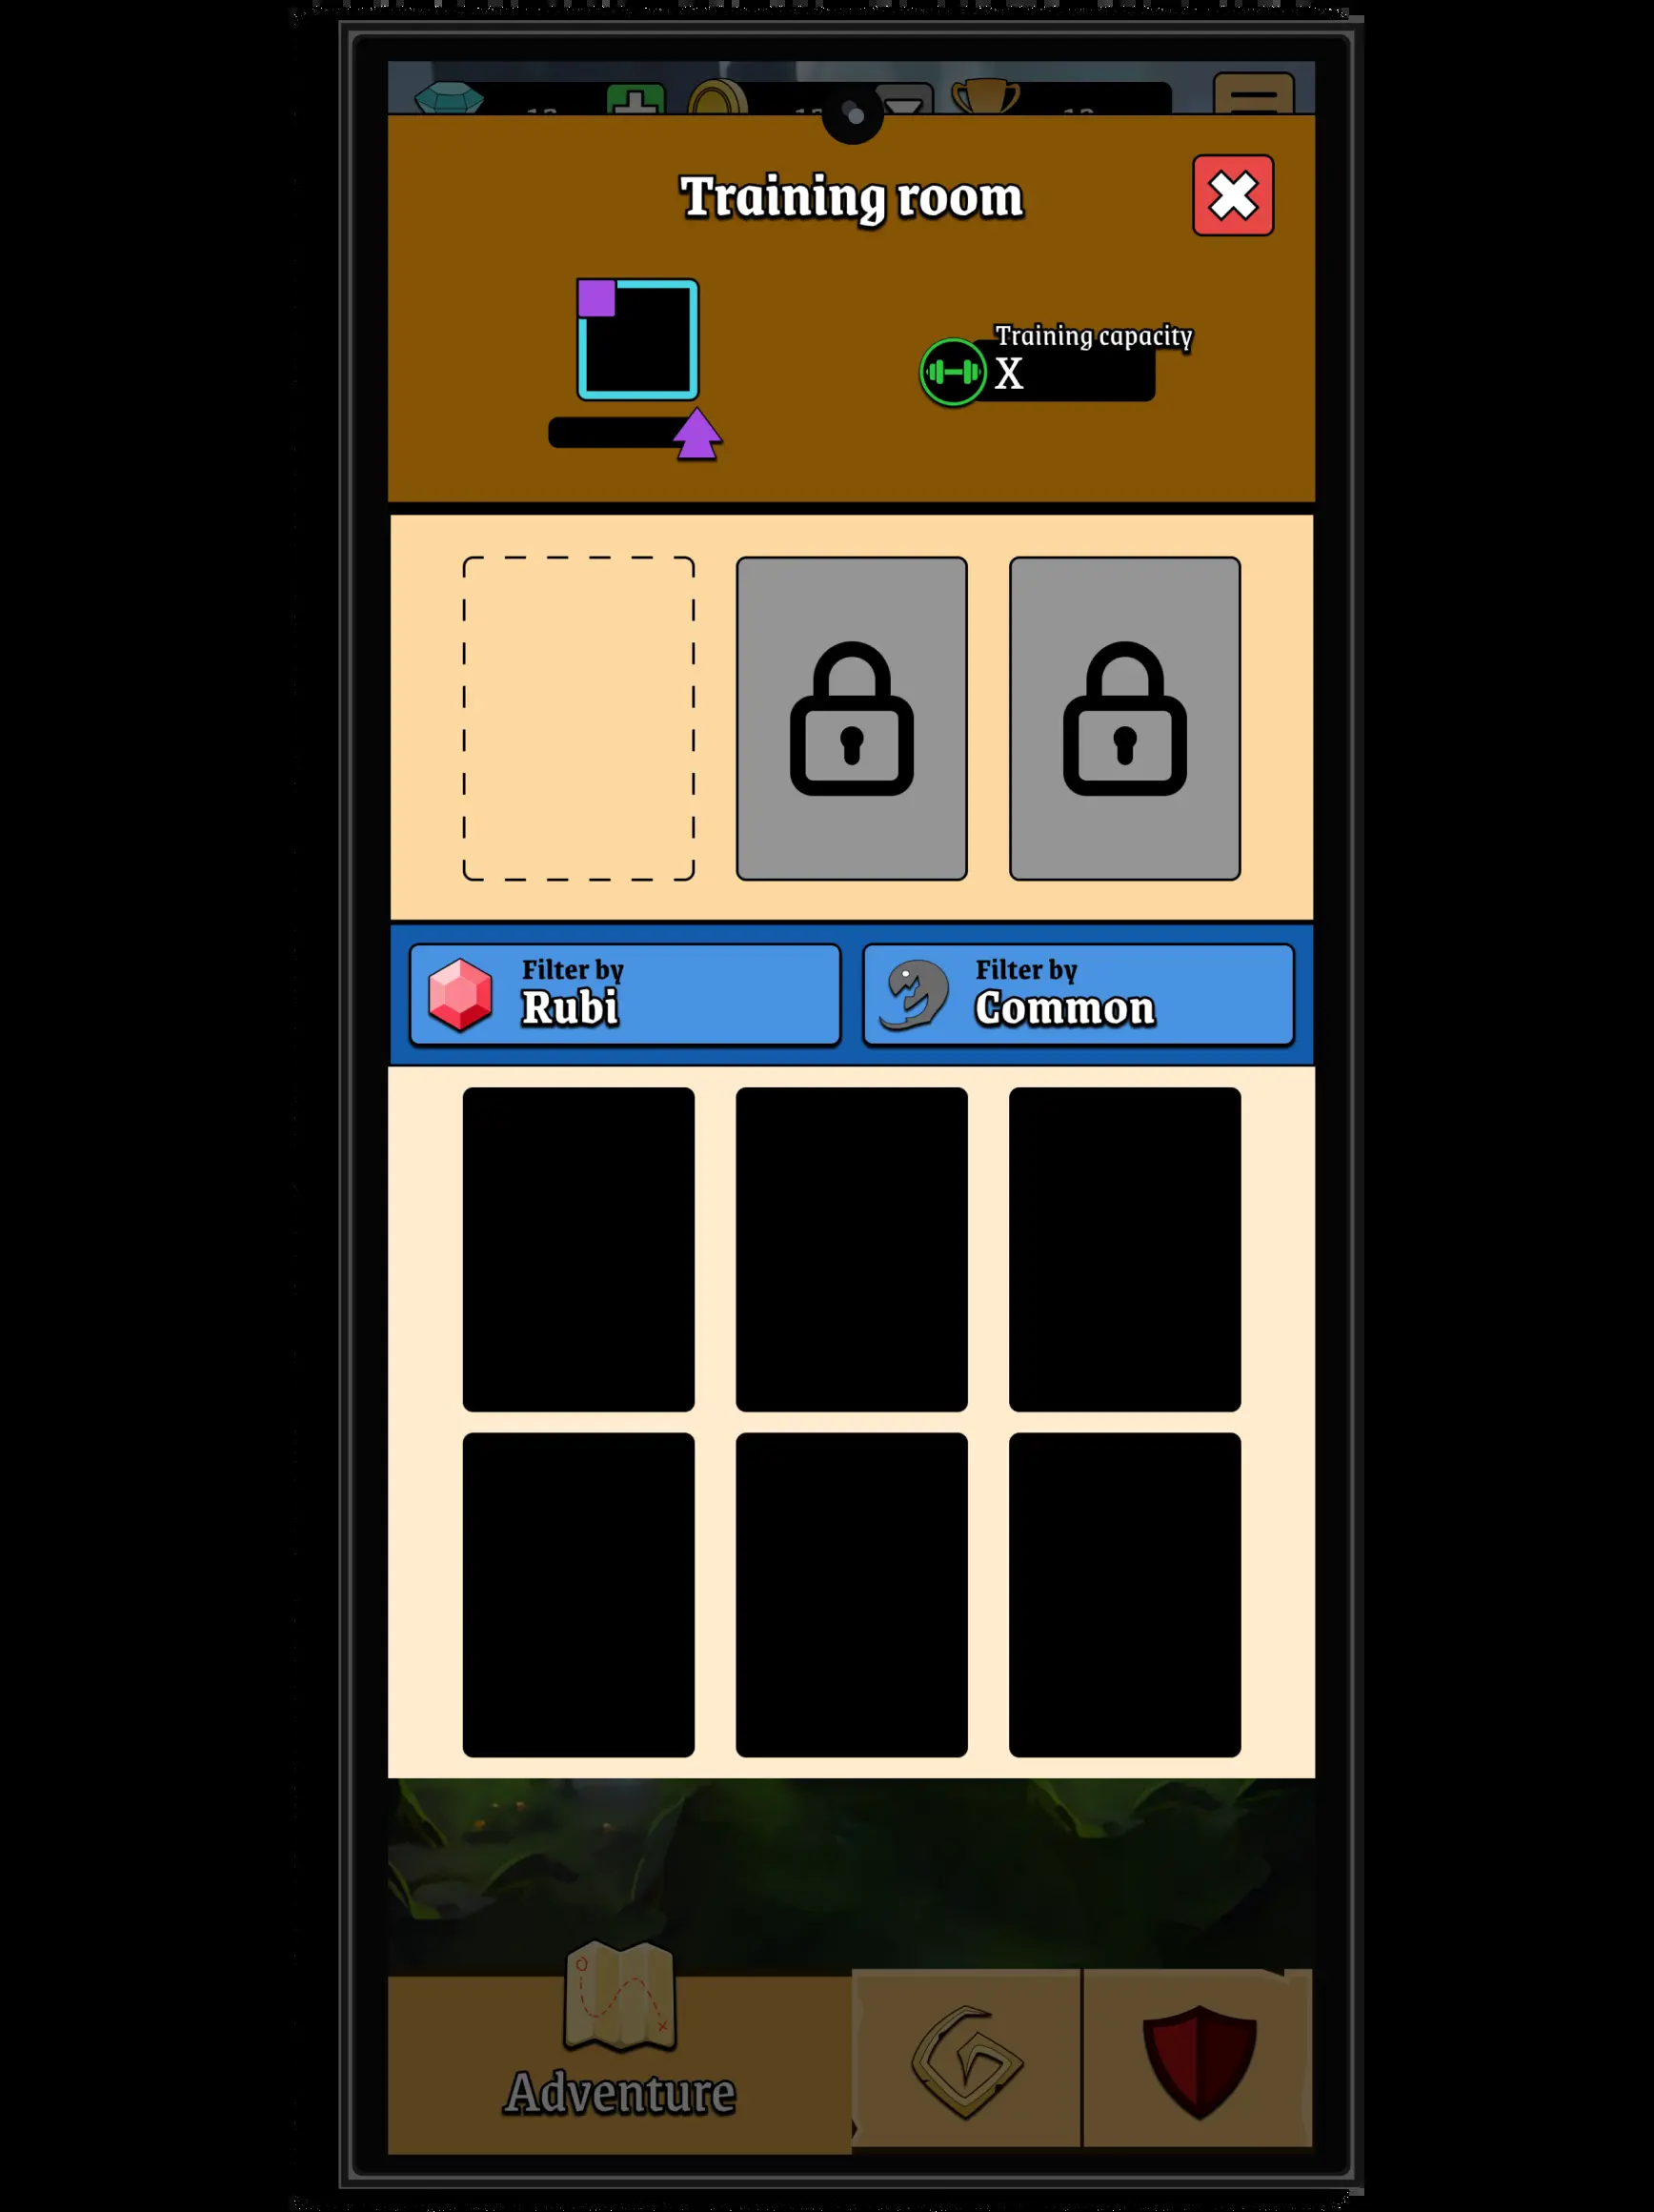 Training room
Training capacity
X
Filter by
Rubi
Filter by
Common
Adventure